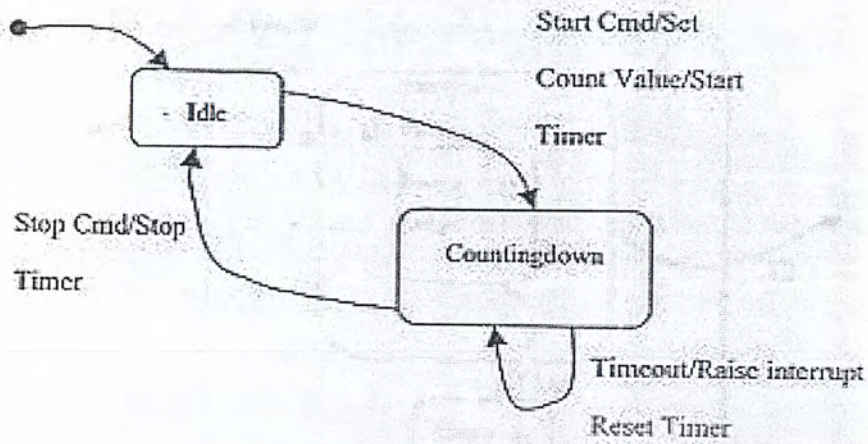 Start Cmd/Set
Count Value/Start
Timer
- Idle
Stop Cmd/Stop
Timer
Countingdown
Timeout/Raise interrupt
Reset Timer